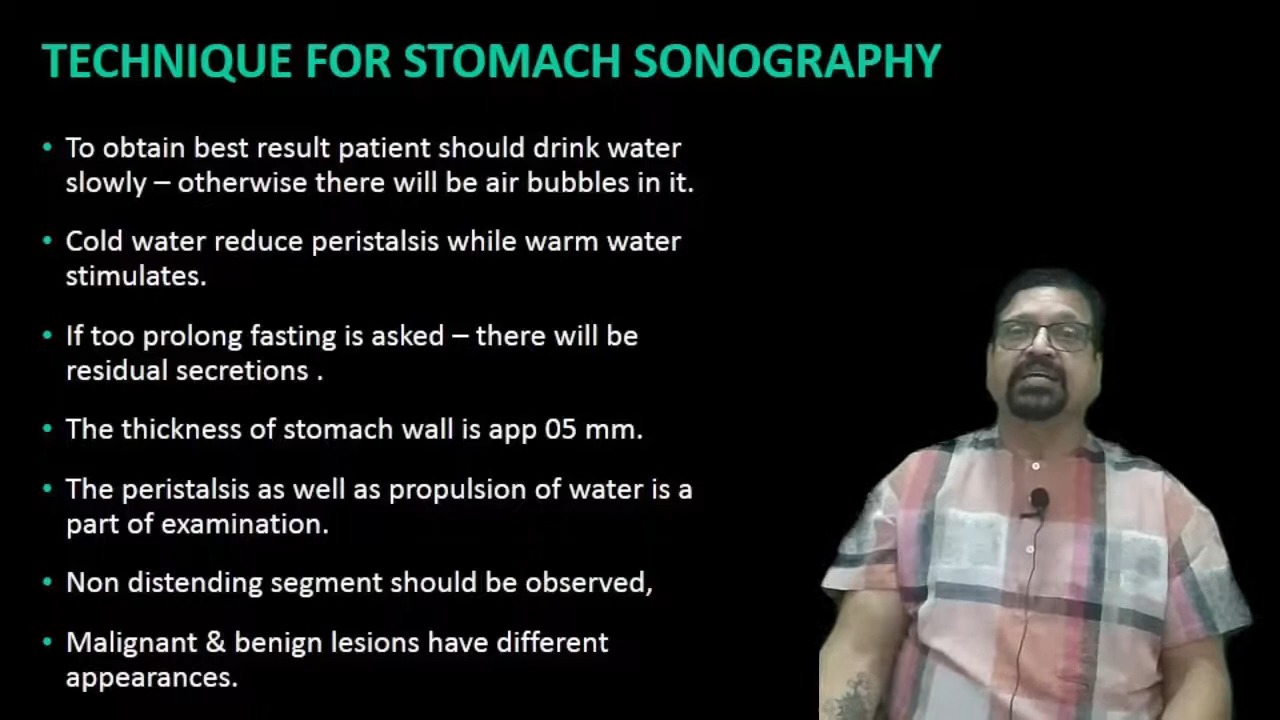 TECHNIQUE FOR STOMACH SONOGRAPHY
• To obtain best result patient should drink water
slowly – otherwise there will be air bubbles in it.
• Cold water reduce peristalsis while warm water
stimulates.
• If too prolong fasting is asked – there will be
residual secretions .
• The thickness of stomach wall is app 05 mm.
• The peristalsis as well as propulsion of water is a
part of examination.
• Non distending segment should be observed,
• Malignant & benign lesions have different
appearances.